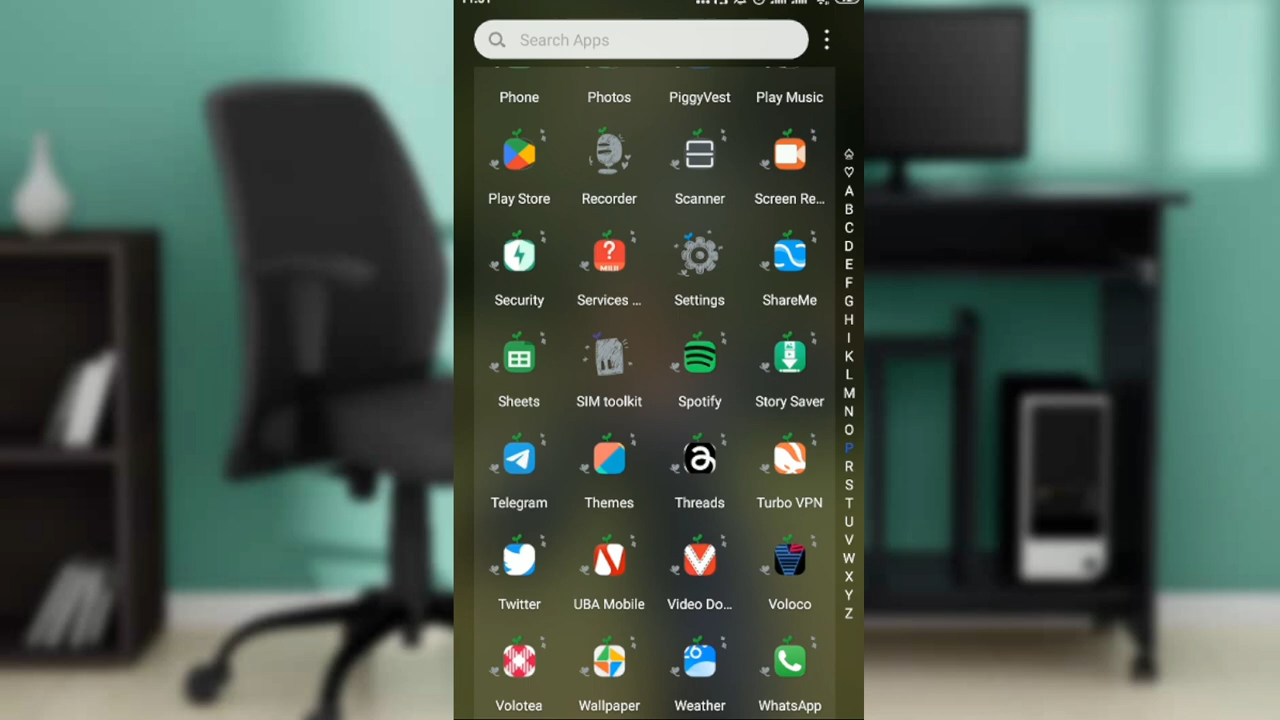 Search Apps
Phone Photos PiggyVest Play Music
Play Store Recorder Scanner Screen Re...
MIUI
Security Services ... Settings ShareMe
Sheets SIM toolkit Spotify Story Saver
Telegram Themes Threads Turbo VPN
Twitter UBA Mobile Video Do... Voloco
Volotea Wallpaper Weather WhatsApp
A
B
C
D
E
F
G
H
I
K
L
M
N
O
P
R
S
T
U
V
W
X
Y
Z